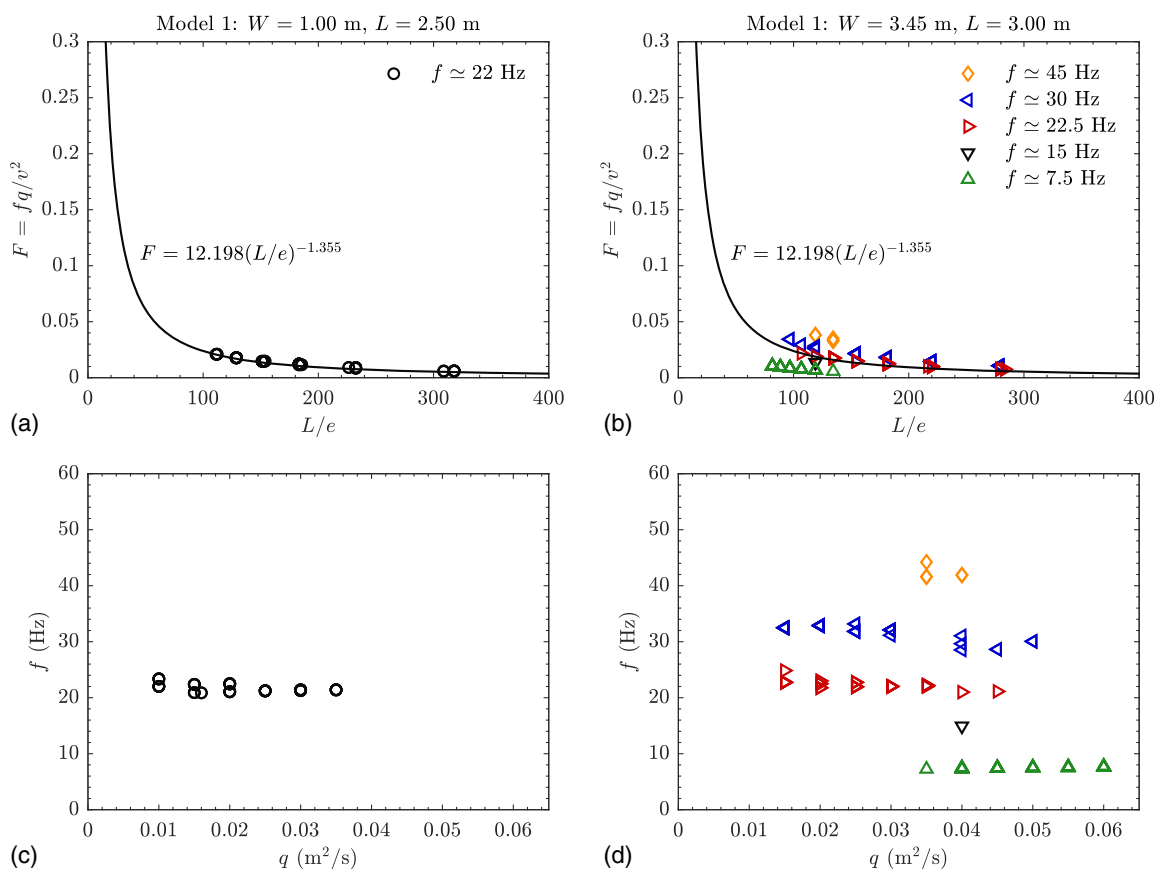 Model 1: W = 1.00 m, L = 2.50 m
0.3
0.25
0.2
0.15
0.1
0.05
0
F = fq/v²
f ≃ 22 Hz
F = 12.198(L/e)⁻¹·³⁵⁵
0 100 200 300 400
L/e
(a)
Model 1: W = 3.45 m, L = 3.00 m
0.3
0.25
0.2
0.15
0.1
0.05
0
F = fq/v²
f ≃ 45 Hz
f ≃ 30 Hz
f ≃ 22.5 Hz
f ≃ 15 Hz
f ≃ 7.5 Hz
F = 12.198(L/e)⁻¹·³⁵⁵
0 100 200 300 400
L/e
(b)
60
50
40
30
20
10
0
f (Hz)
0 0.01 0.02 0.03 0.04 0.05 0.06
q (m²/s)
(c)
60
50
40
30
20
10
0
f (Hz)
0 0.01 0.02 0.03 0.04 0.05 0.06
q (m²/s)
(d)